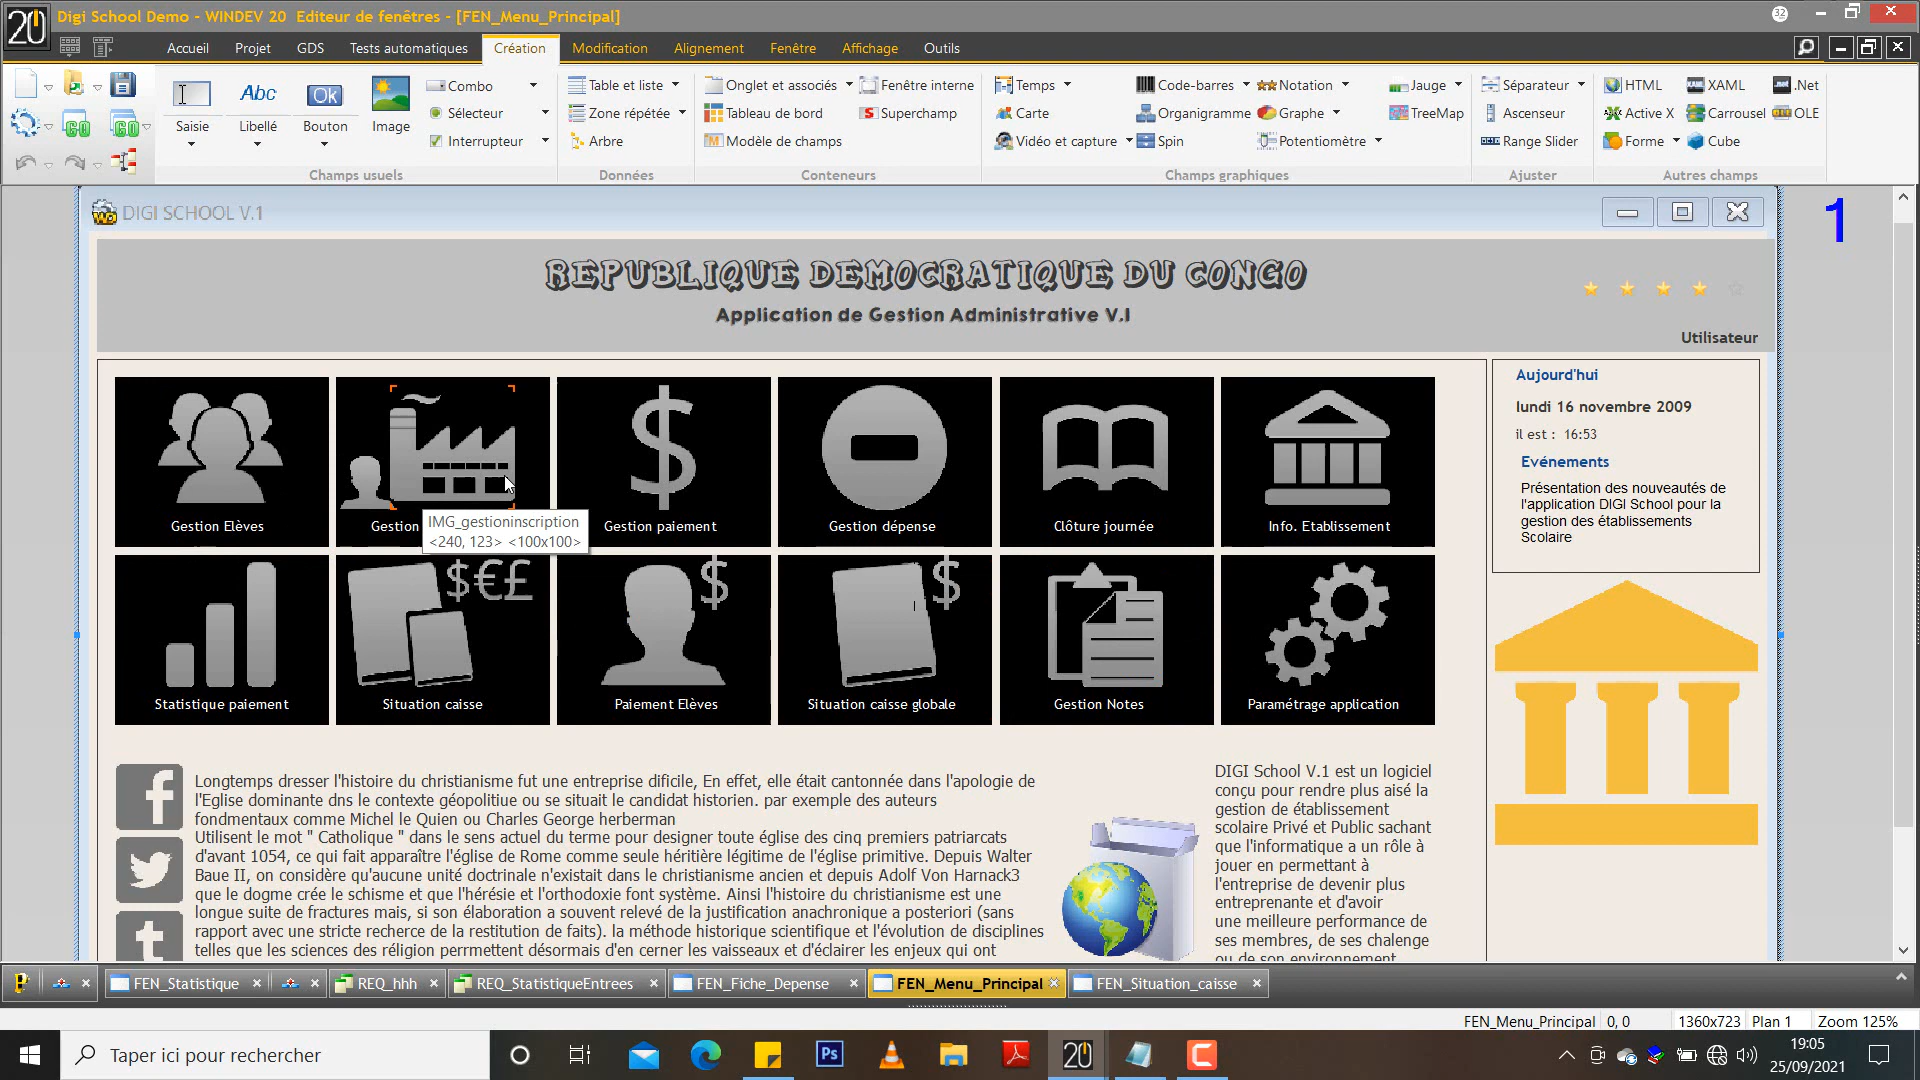 Digi School Demo - WINDEV 20 Editeur de fenêtres - [FEN_Menu_Principal]
32
20
Accueil Projet GDS Tests automatiques Création Modification Alignement Fenêtre Affichage Outils
Saisie
Abc
Libellé
Ok
Bouton
Image
Combo
Sélecteur
Interrupteur
Champs usuels
Table et liste
Zone répétée
Arbre
Données
Onglet et associés
Tableau de bord
Modèle de champs
Fenêtre interne
Superchamp
Conteneurs
Temps
Carte
Vidéo et capture
Code-barres
Organigramme
Spin
Notation
Graphe
Potentiomètre
Jauge
TreeMap
Champs graphiques
Séparateur
Ascenseur
Range Slider
Ajuster
HTML
Active X
Forme
XAML
Carrousel
Cube
.Net
OLE
Autres champs
DIGI SCHOOL V.1
1
REPUBLIQUE DEMOCRATIQUE DU CONGO
Application de Gestion Administrative V.I
Utilisateur
Gestion Elèves
Gestion
IMG_gestioninscription
<240, 123> <100x100>
Gestion paiement
Gestion dépense
Clôture journée
Info. Etablissement
Statistique paiement
$€£
Situation caisse
Paiement Elèves
Situation caisse globale
Gestion Notes
Paramétrage application
Aujourd'hui
lundi 16 novembre 2009
il est : 16:53
Evénements
Présentation des nouveautés de
l'application DIGI School pour la
gestion des établissements
Scolaire
Longtemps dresser l'histoire du christianisme fut une entreprise dificile, En effet, elle était cantonnée dans l'apologie de
l'Eglise dominante dns le contexte géopolitiue ou se situait le candidat historien. par exemple des auteurs
fondmentaux comme Michel le Quien ou Charles George herberman
Utilisent le mot " Catholique " dans le sens actuel du terme pour designer toute église des cinq premiers patriarcats
d'avant 1054, ce qui fait apparaître l'église de Rome comme seule héritière légitime de l'église primitive. Depuis Walter
Baue II, on considère qu'aucune unité doctrinale n'existait dans le christianisme ancien et depuis Adolf Von Harnack3
que le dogme crée le schisme et que l'hérésie et l'orthodoxie font système. Ainsi l'histoire du christianisme est une
longue suite de fractures mais, si son élaboration a souvent relevé de la justification anachronique a posteriori (sans
rapport avec une stricte recherce de la restitution de faits). la méthode historique scientifique et l'évolution de disciplines
telles que les sciences des réligion perrmettent désormais d'en cerner les vaisseaux et d'éclairer les enjeux qui ont
DIGI School V.1 est un logiciel
conçu pour rendre plus aisé la
gestion de établissement
scolaire Privé et Public sachant
que l'informatique a un rôle à
jouer en permettant à
l'entreprise de devenir plus
entreprenante et d'avoir
une meilleure performance de
ses membres, de ses chalenge
ou de son environnement
FEN_Statistique REQ_hhh REQ_StatistiqueEntrees FEN_Fiche_Depense FEN_Menu_Principal FEN_Situation_caisse
FEN_Menu_Principal 0, 0 1360x723 Plan 1 Zoom 125%
Taper ici pour rechercher
Ps
20
19:05
25/09/2021